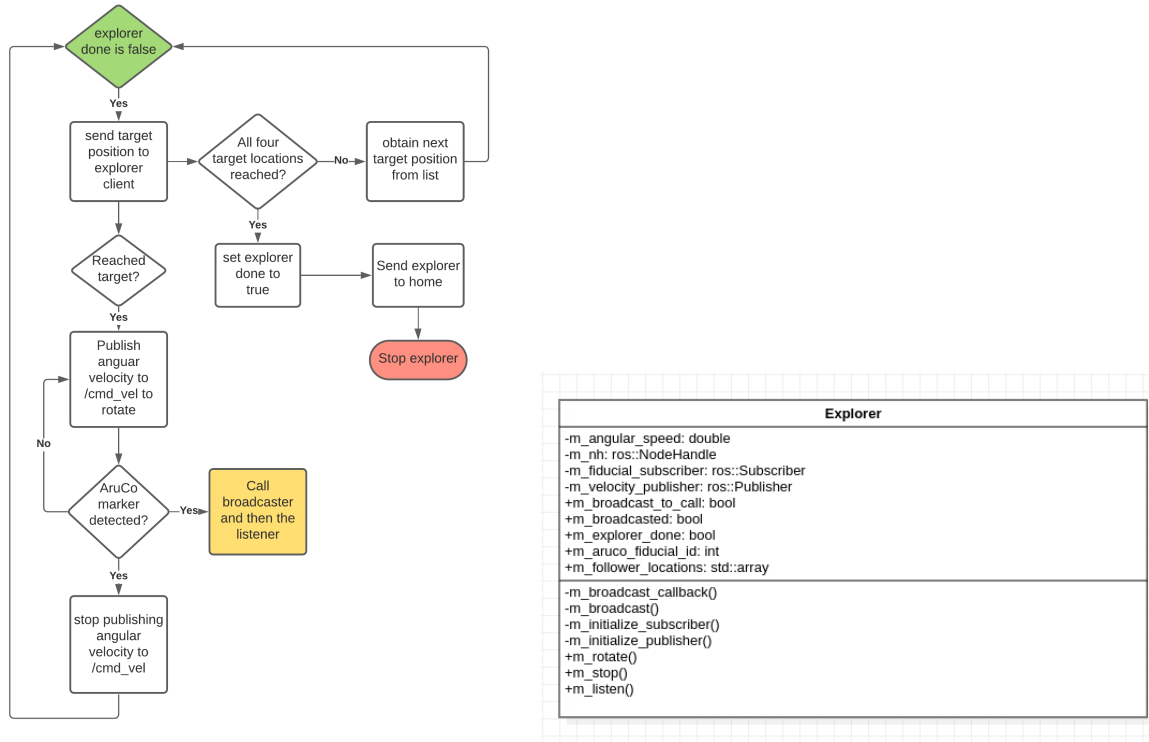 explorer
done is false
Yes
send target
position to
explorer
client
All four
target locations
reached?
No
obtain next
target position
from list
Yes
set explorer
done to
true
Send explorer
to home
Stop explorer
Reached
target?
Yes
Publish
anguar
velocity to
/cmd_vel to
rotate
No
AruCo
marker
detected?
Yes
Call
broadcaster
and then the
listener
Yes
stop publishing
angular
velocity to
/cmd_vel
Explorer
-m_angular_speed: double
-m_nh: ros::NodeHandle
-m_fiducial_subscriber: ros::Subscriber
-m_velocity_publisher: ros::Publisher
+m_broadcast_to_call: bool
+m_broadcasted: bool
+m_explorer_done: bool
+m_aruco_fiducial_id: int
+m_follower_locations: std::array
-m_broadcast_callback()
-m_broadcast()
-m_initialize_subscriber()
-m_initialize_publisher()
+m_rotate()
+m_stop()
+m_listen()